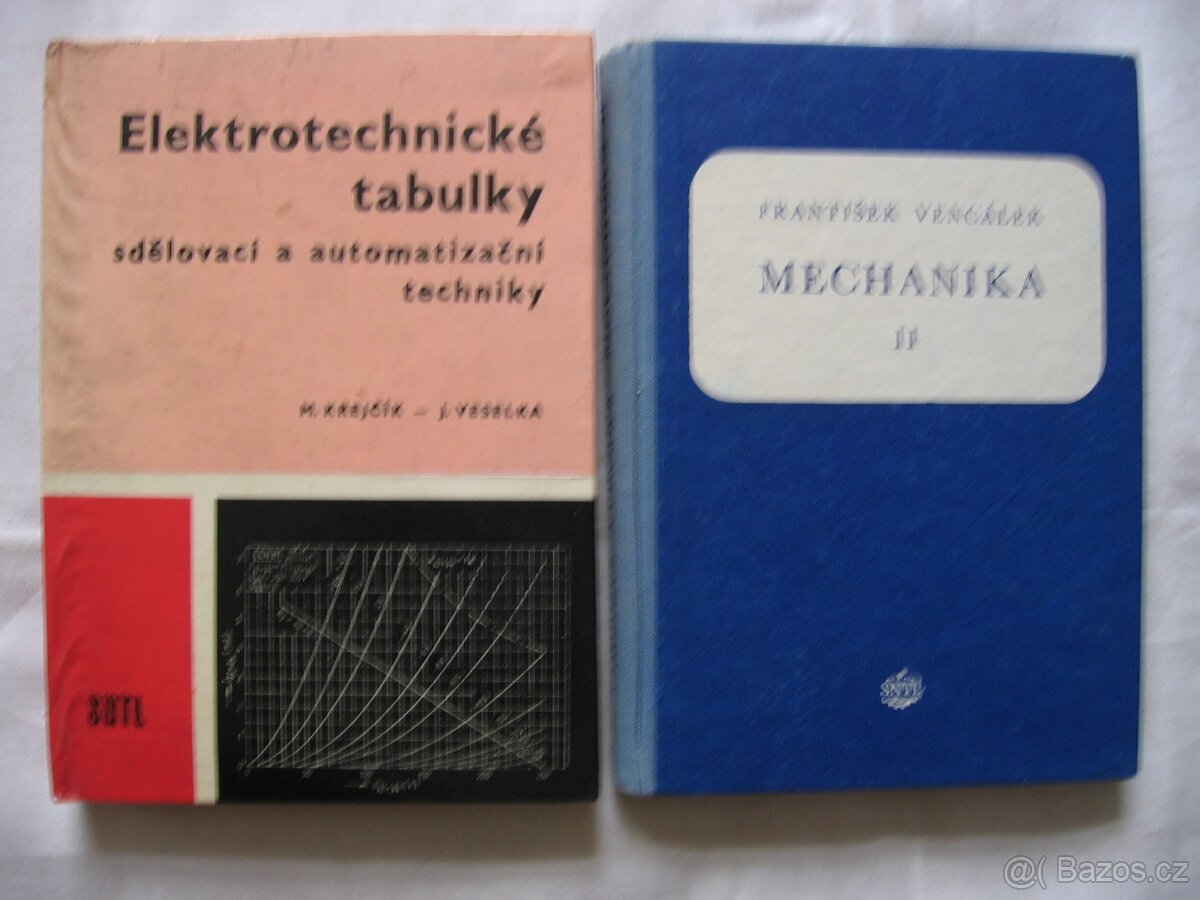 Elektrotechnické
tabulky
sdělovací a automatizační
techniky
M. KREJČÍK – J. VESELKA
SNTL
FRANTIŠEK VENCÁLEK
MECHANIKA
II
SNTL
@( Bazos.cz